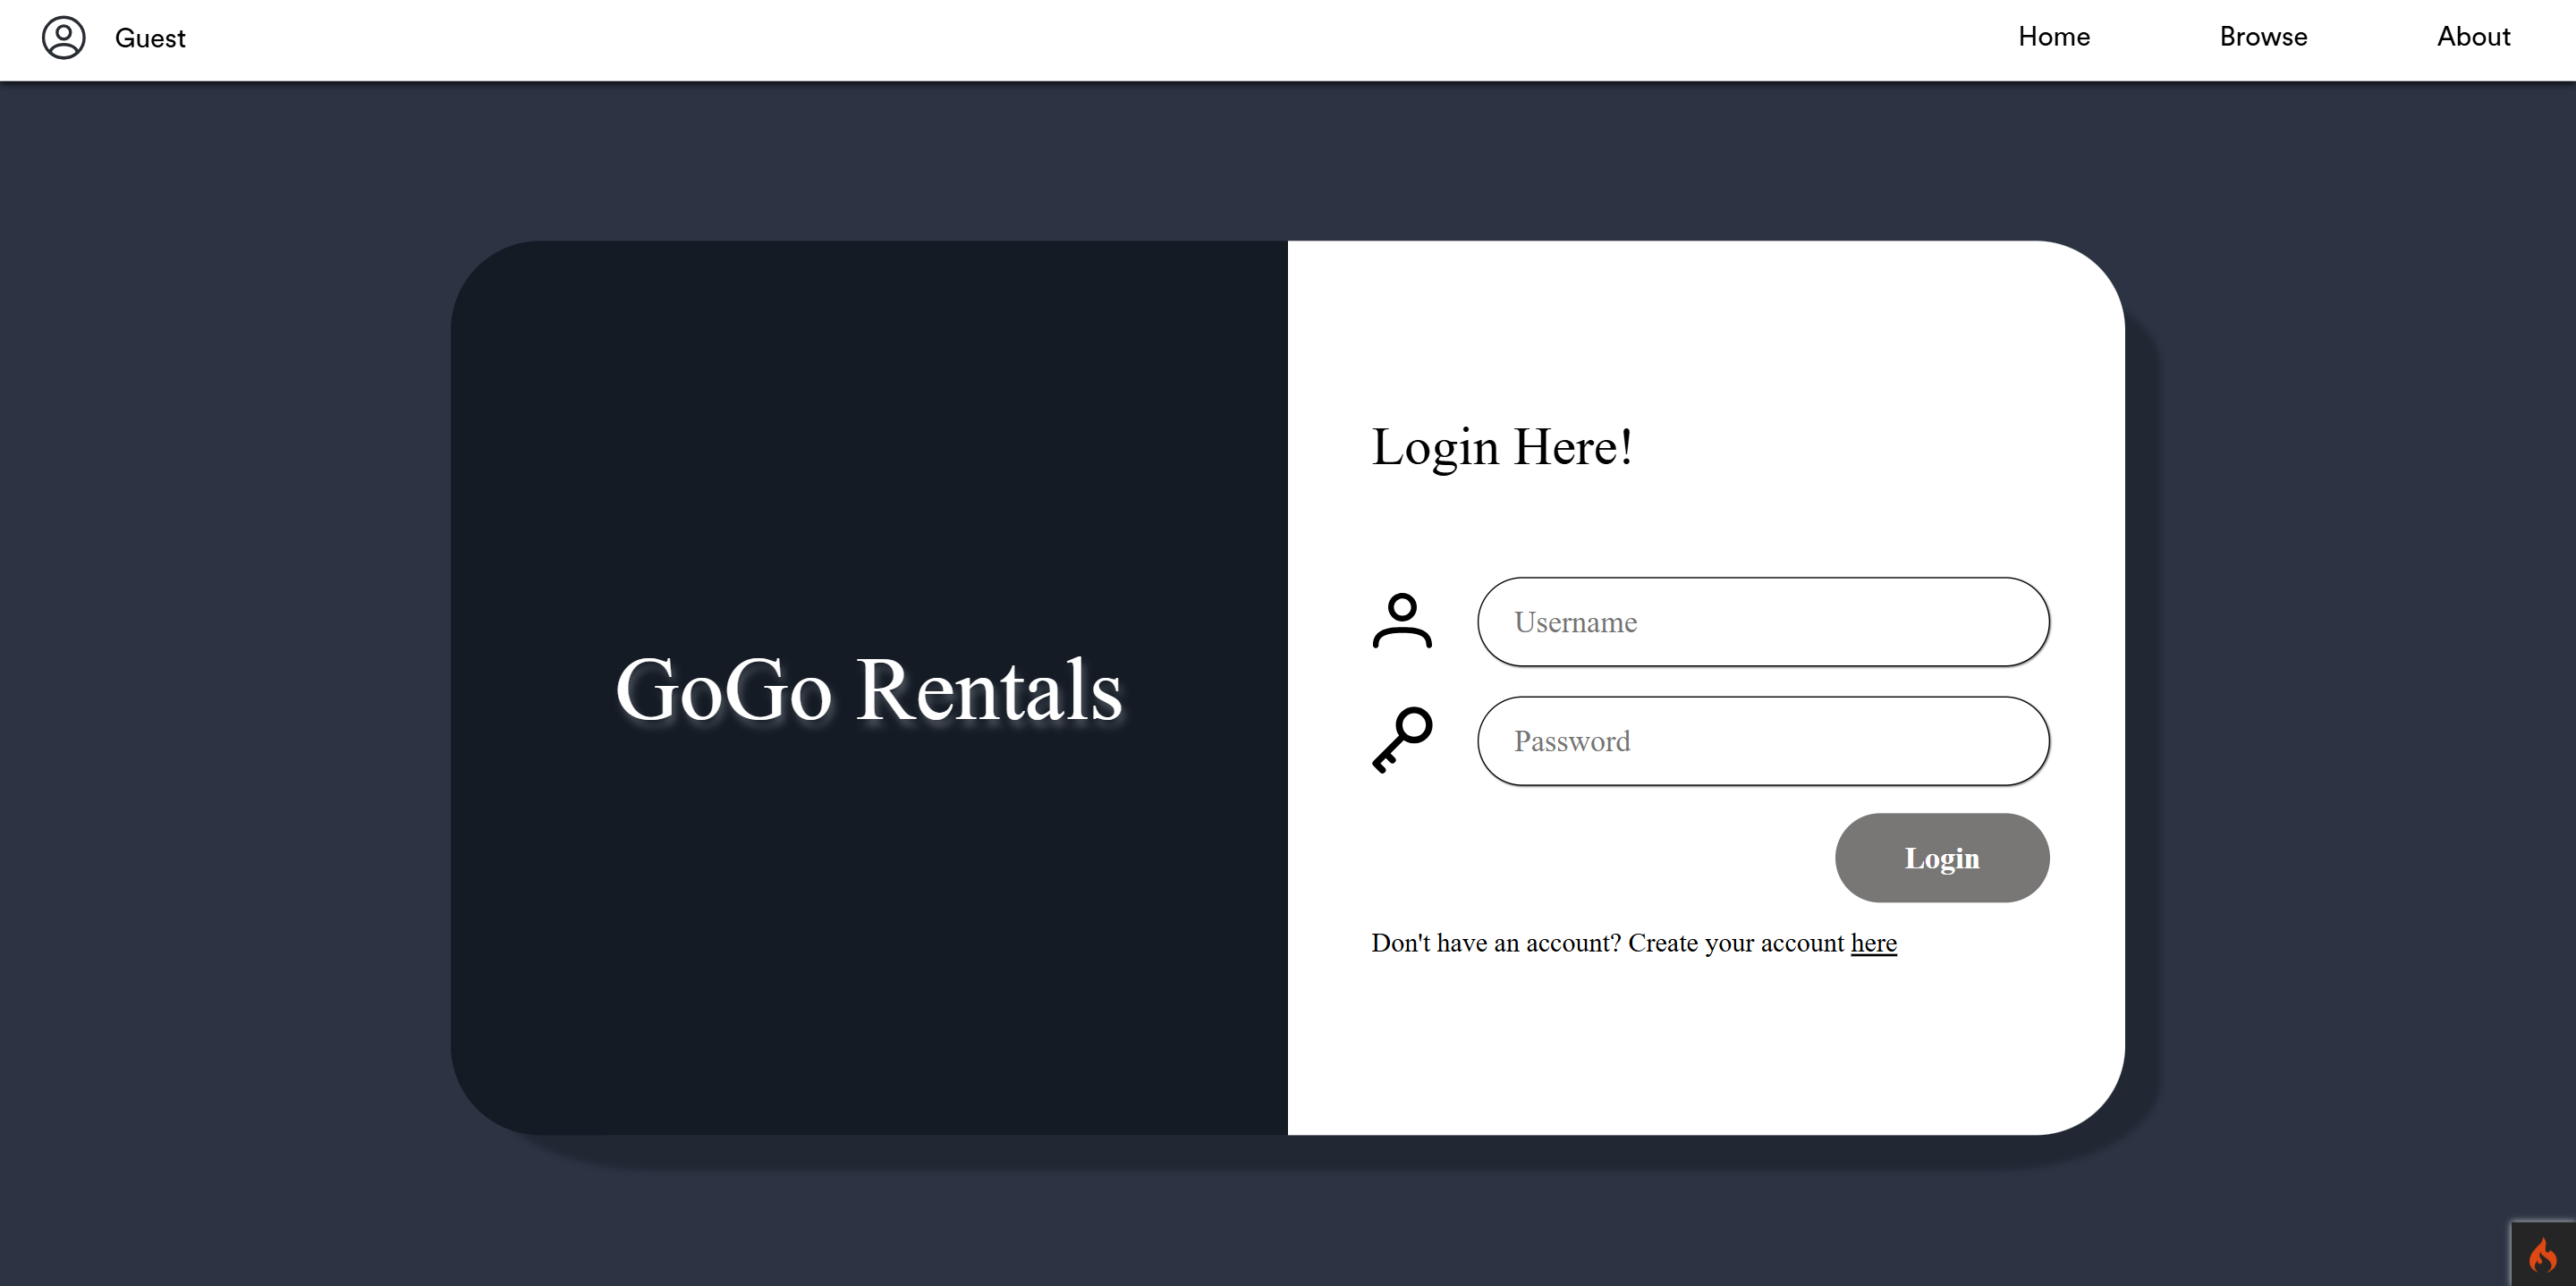 Guest
Home
Browse
About
GoGo Rentals
Login Here!
Username
Password
Login
Don't have an account? Create your account here